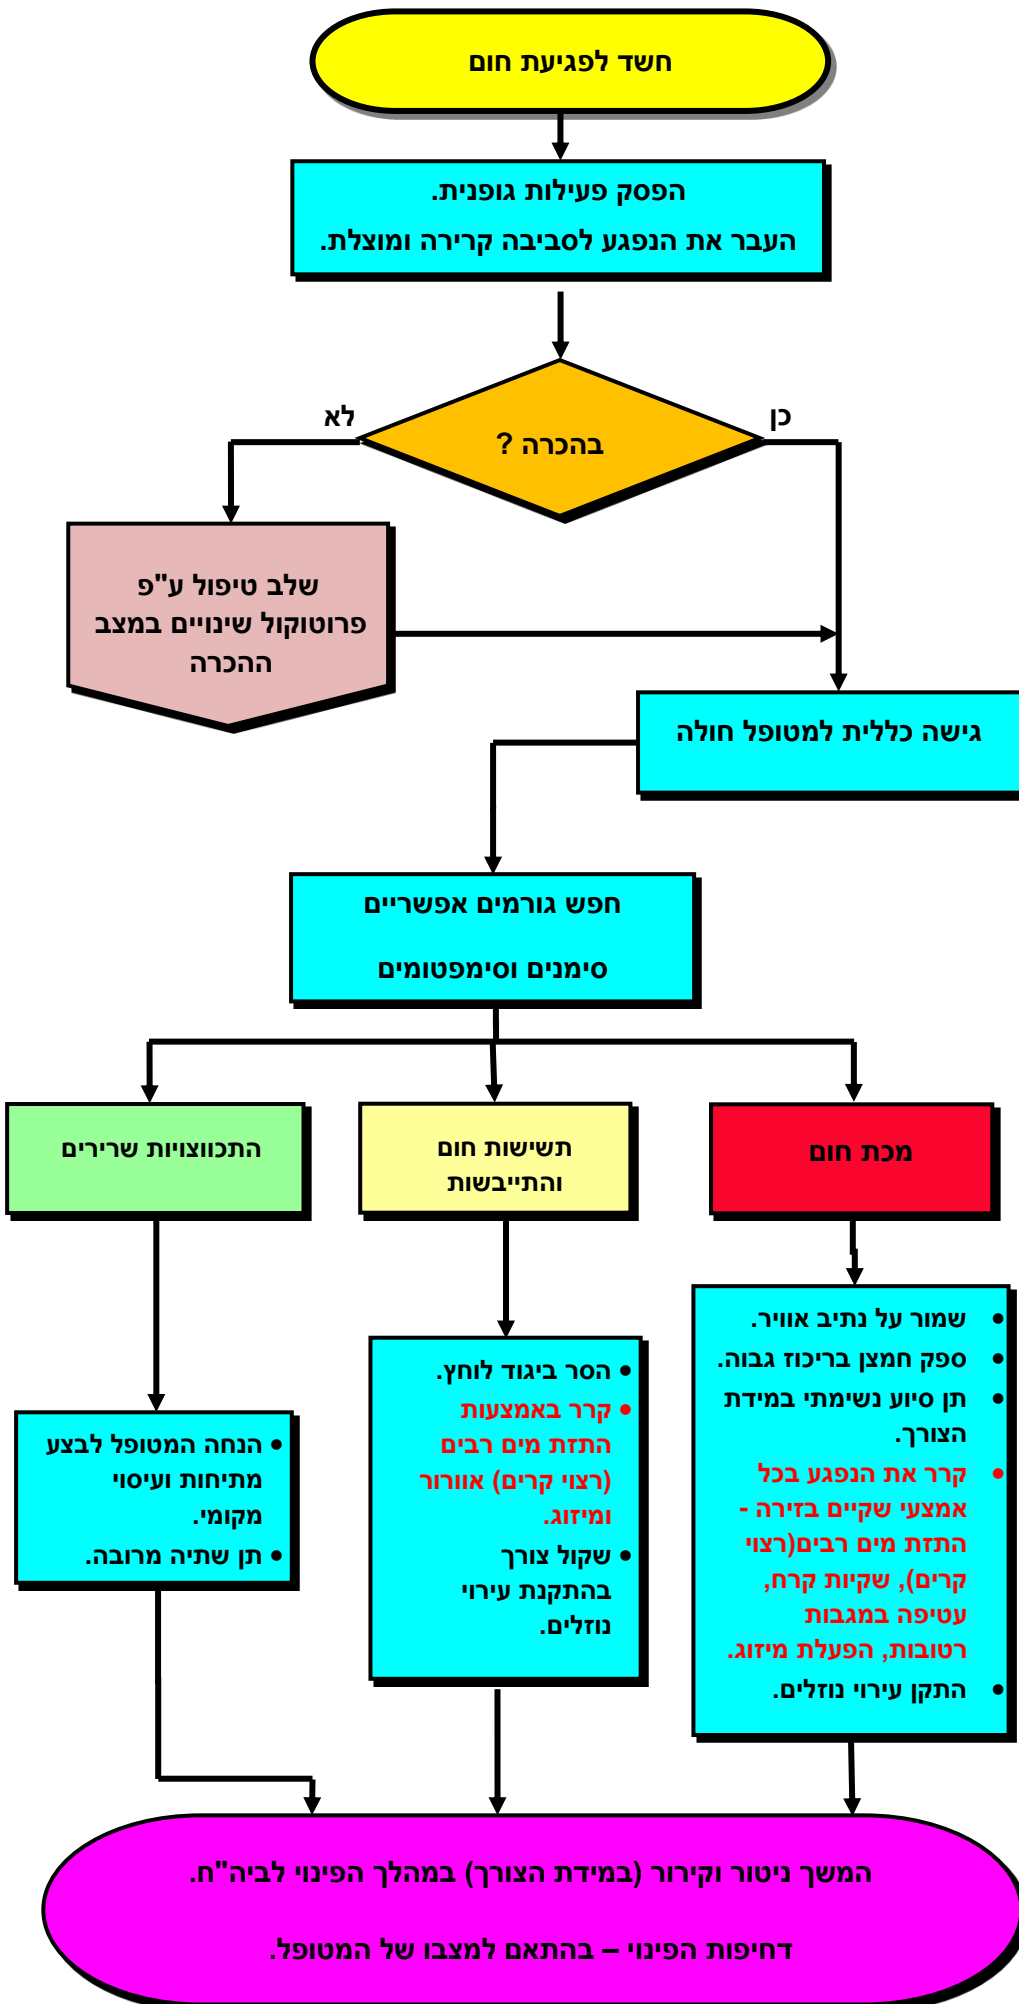 חשד לפגיעת חום
הפסק פעילות גופנית.
העבר את הנפגע לסביבה קרירה ומוצלת.
בהכרה ?
כן
לא
שלב טיפול ע"פ
פרוטוקול שינויים במצב
ההכרה
גישה כללית למטופל חולה
חפש גורמים אפשריים
סימנים וסימפטומים
מכת חום
תשישות חום
והתייבשות
התכווצויות שרירים
• שמור על נתיב אוויר.
• ספק חמצן בריכוז גבוה.
• תן סיוע נשימתי במידת
הצורך.
• קרר את הנפגע בכל
אמצעי שקיים בזירה -
התזת מים רבים(רצוי
קרים), שקיות קרח,
עטיפה במגבות
רטובות, הפעלת מיזוג.
• התקן עירוי נוזלים.
• הסר ביגוד לוחץ.
• קרר באמצעות
התזת מים רבים
(רצוי קרים) אוורור
ומיזוג.
• שקול צורך
בהתקנת עירוי
נוזלים.
• הנחה המטופל לבצע
מתיחות ועיסוי
מקומי.
• תן שתיה מרובה.
המשך ניטור וקירור (במידת הצורך) במהלך הפינוי לביה"ח.
דחיפות הפינוי – בהתאם למצבו של המטופל.